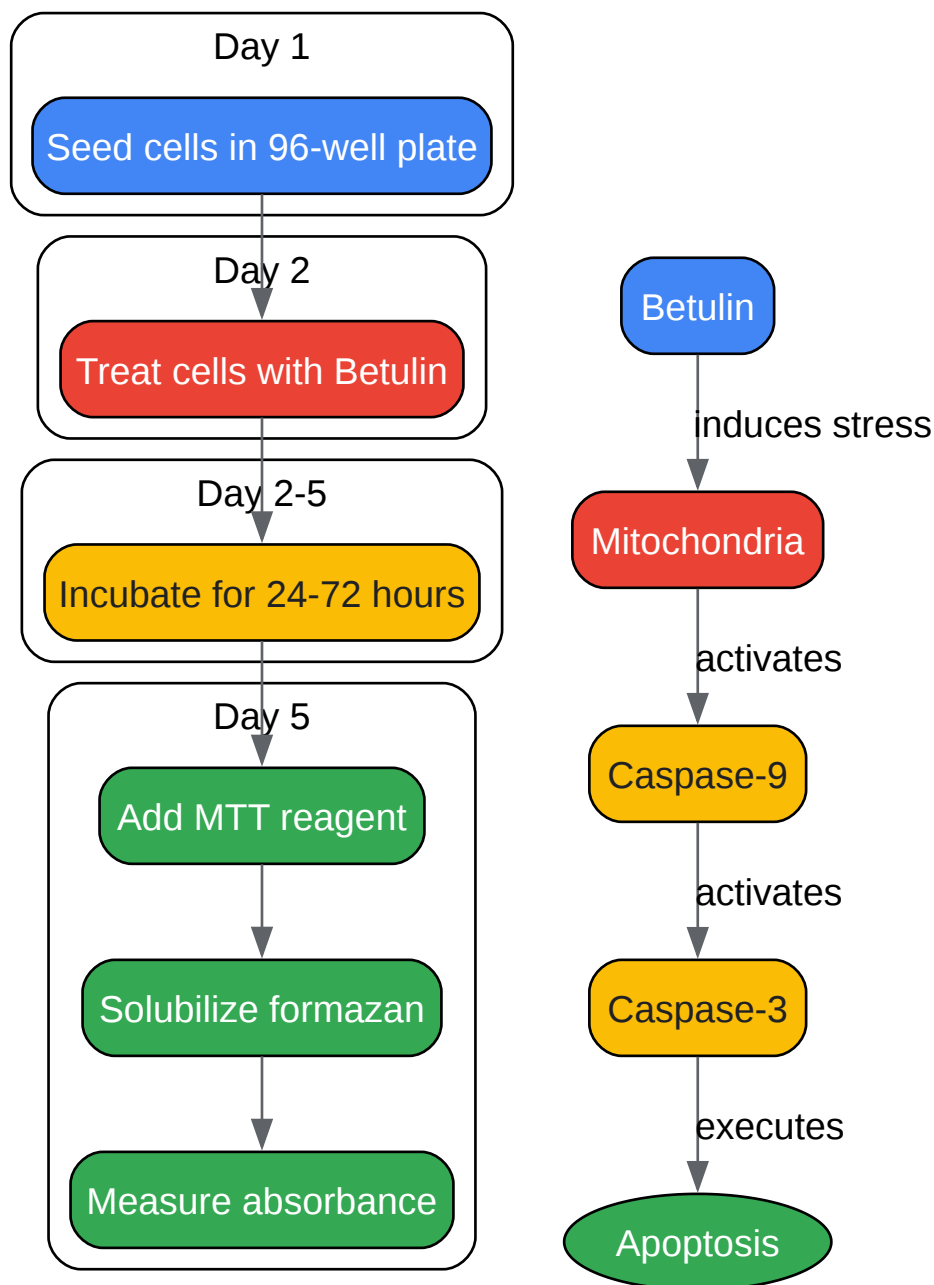 Day 1
Seed cells in 96-well plate
Day 2
Treat cells with Betulin
Day 2-5
Incubate for 24-72 hours
Day 5
Add MTT reagent
Solubilize formazan
Measure absorbance
Betulin
induces stress
Mitochondria
activates
Caspase-9
activates
Caspase-3
executes
Apoptosis